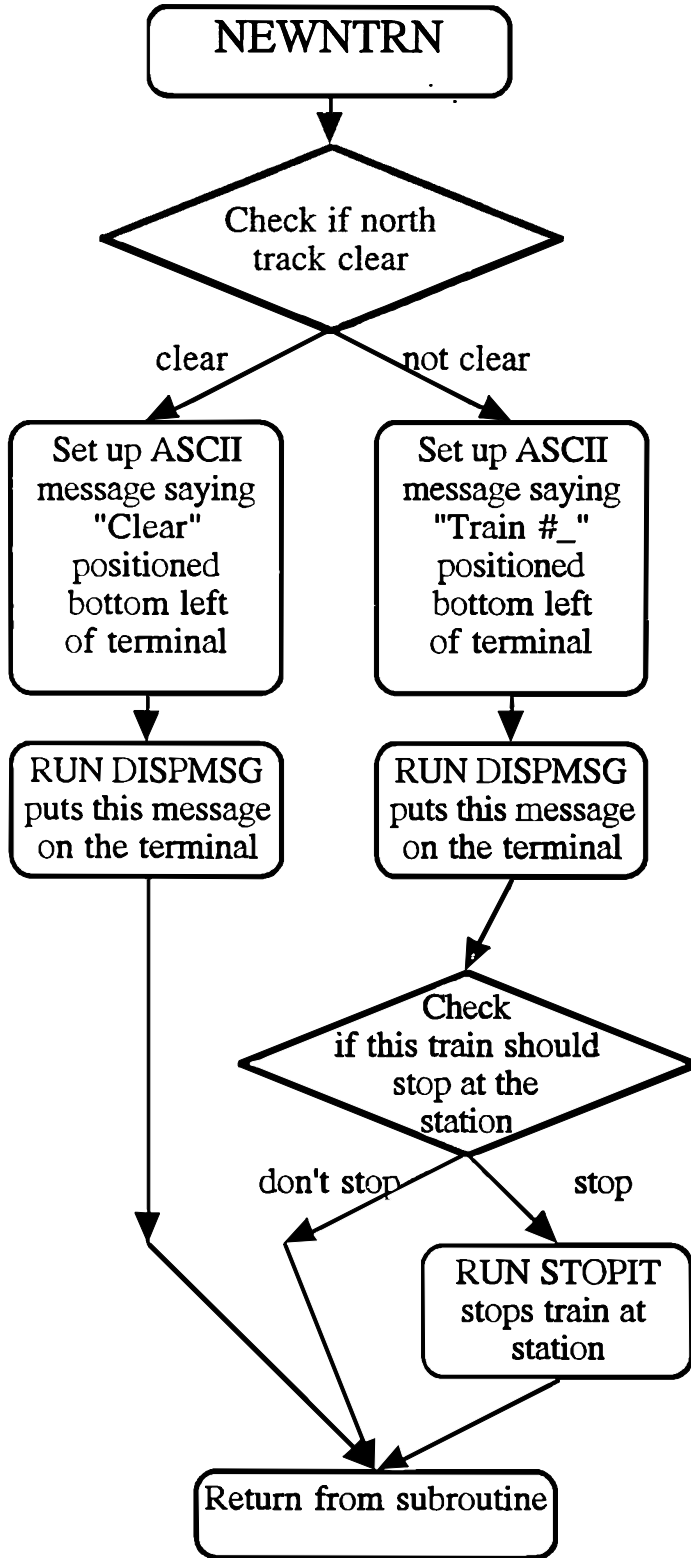 NEWNTRN
Check if north
track clear
clear
not clear
Set up ASCII
message saying
"Clear"
positioned
bottom left
of terminal
Set up ASCII
message saying
"Train #_"
positioned
bottom left
of terminal
RUN DISPMSG
puts this message
on the terminal
RUN DISPMSG
puts this message
on the terminal
Check
if this train should
stop at the
station
don't stop
stop
RUN STOPIT
stops train at
station
Return from subroutine